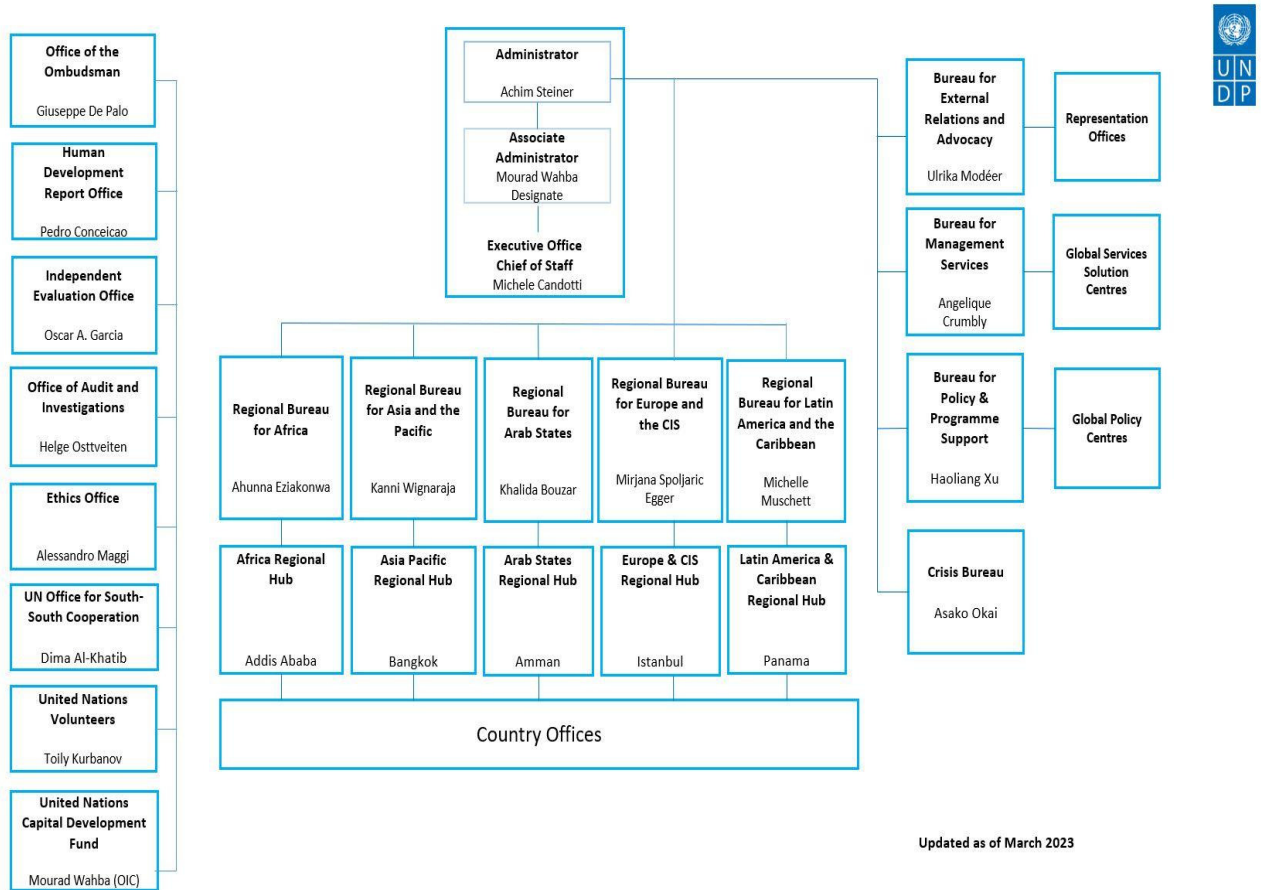 UN
DP
Office of the
Ombudsman
Giuseppe De Palo
Human
Development
Report Office
Pedro Conceicao
Independent
Evaluation Office
Oscar A. Garcia
Office of Audit and
Investigations
Helge Osttveiten
Ethics Office
Alessandro Maggi
UN Office for South-
South Cooperation
Dima Al-Khatib
United Nations
Volunteers
Toily Kurbanov
United Nations
Capital Development
Fund
Mourad Wahba (OIC)
Administrator
Achim Steiner
Associate
Administrator
Mourad Wahba
Designate
Executive Office
Chief of Staff
Michele Candotti
Regional Bureau
for Africa
Ahunna Eziakonwa
Regional Bureau
for Asia and the
Pacific
Kanni Wignaraja
Regional
Bureau for
Arab States
Khalida Bouzar
Regional Bureau
for Europe and
the CIS
Mirjana Spoljaric
Egger
Regional
Bureau for Latin
America and the
Caribbean
Michelle
Muschett
Africa Regional
Hub
Addis Ababa
Asia Pacific
Regional Hub
Bangkok
Arab States
Regional Hub
Amman
Europe & CIS
Regional Hub
Istanbul
Latin America &
Caribbean
Regional Hub
Panama
Country Offices
Bureau for
External
Relations and
Advocacy
Ulrika Modéer
Representation
Offices
Bureau for
Management
Services
Angelique
Crumbly
Global Services
Solution
Centres
Bureau for
Policy &
Programme
Support
Haoliang Xu
Global Policy
Centres
Crisis Bureau
Asako Okai
Updated as of March 2023